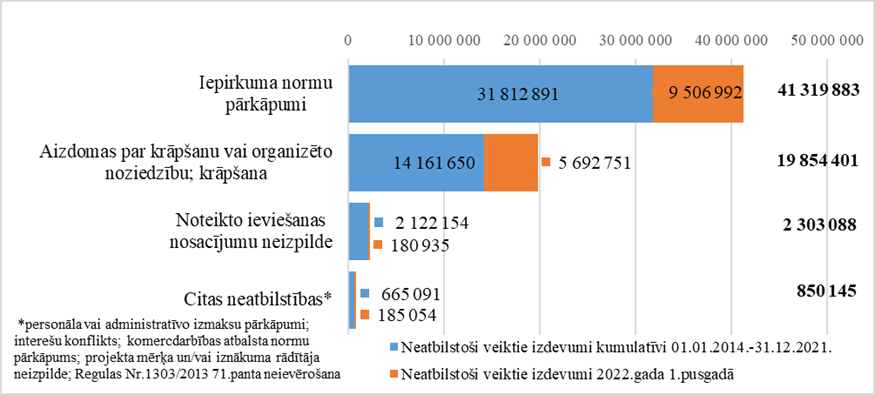 0 10 000 000 20 000 000 30 000 000 40 000 000 50 000 000
Iepirkuma normu
pārkāpumi
31 812 891 9 506 992 41 319 883
Aizdomas par krāpšanu vai organizēto
noziedzību; krāpšana
14 161 650 5 692 751 19 854 401
Noteikto ieviešanas
nosacījumu neizpilde
2 122 154
180 935
2 303 088
Citas neatbilstības*
665 091
185 054
850 145
*personāla vai administratīvo izmaksu pārkāpumi;
interešu konflikts; komercdarbības atbalsta normu
pārkāpums; projekta mērķa un/vai iznākuma rādītāja
neizpilde; Regulas Nr.1303/2013 71.panta neievērošana
Neatbilstoši veiktie izdevumi kumulatīvi 01.01.2014.-31.12.2021.
Neatbilstoši veiktie izdevumi 2022.gada 1.pusgadā